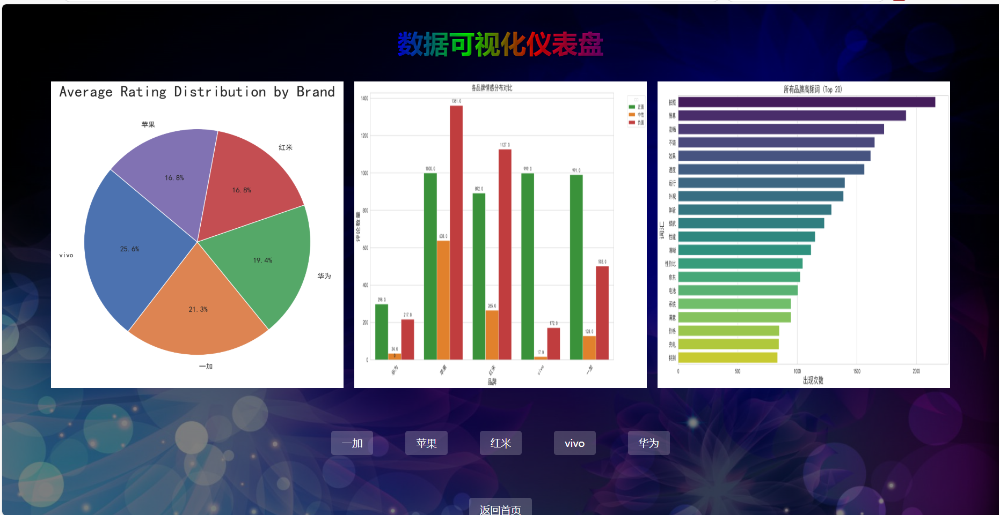 数据可视化仪表盘
Average Rating Distribution by Brand
苹果
红米
16.8%
16.8%
vivo
25.6%
19.4%
华为
21.3%
一加
各品牌情感分布对比
1400
1200
1000
800
600
400
200
0
评论数量
298.0
34.0
0
217.0
1000.0
638.0
1361.0
892.0
265.0
1127.0
999.0
17.0
172.0
991.0
128.0
502.0
正面
中性
负面
华为
苹果
红米
vivo
一加
品牌
所有品牌高频词 (Top 20)
词汇
拍照
屏幕
流畅
不错
效果
速度
运行
外观
体验
续航
性能
清晰
性价比
京东
电池
系统
满意
价格
充电
特别
0
500
1000
1500
2000
出现次数
一加
苹果
红米
vivo
华为
返回首页